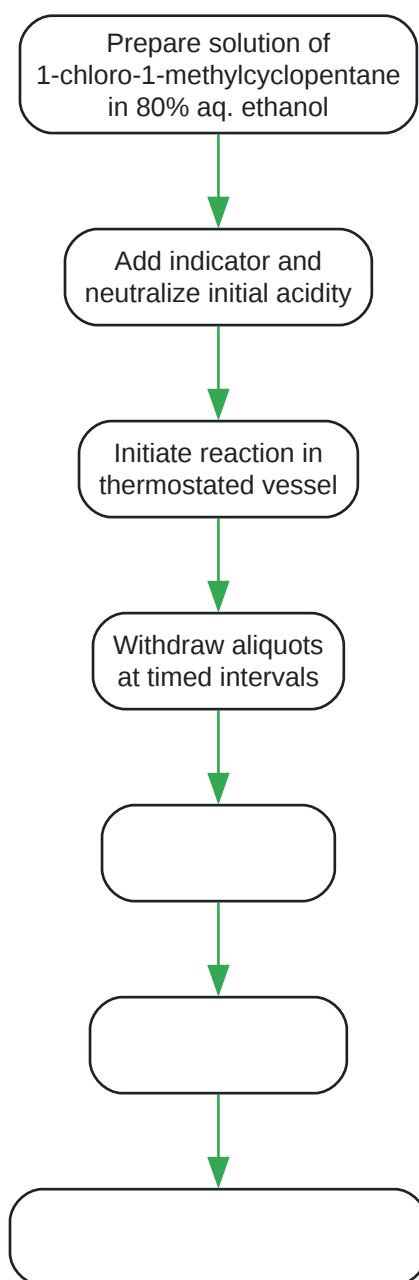 Prepare solution of
1-chloro-1-methylcyclopentane
in 80% aq. ethanol
Add indicator and
neutralize initial acidity
Initiate reaction in
thermostated vessel
Withdraw aliquots
at timed intervals